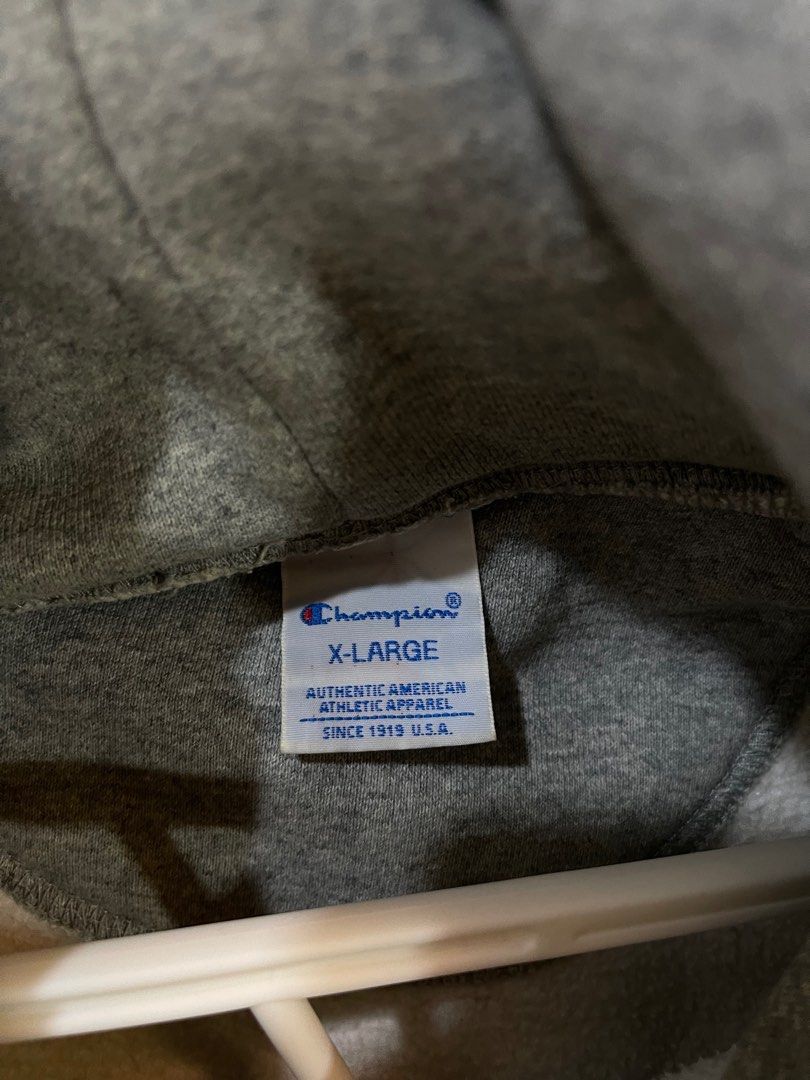 Champion®
X-LARGE
AUTHENTIC AMERICAN
ATHLETIC APPAREL
SINCE 1919 U.S.A.